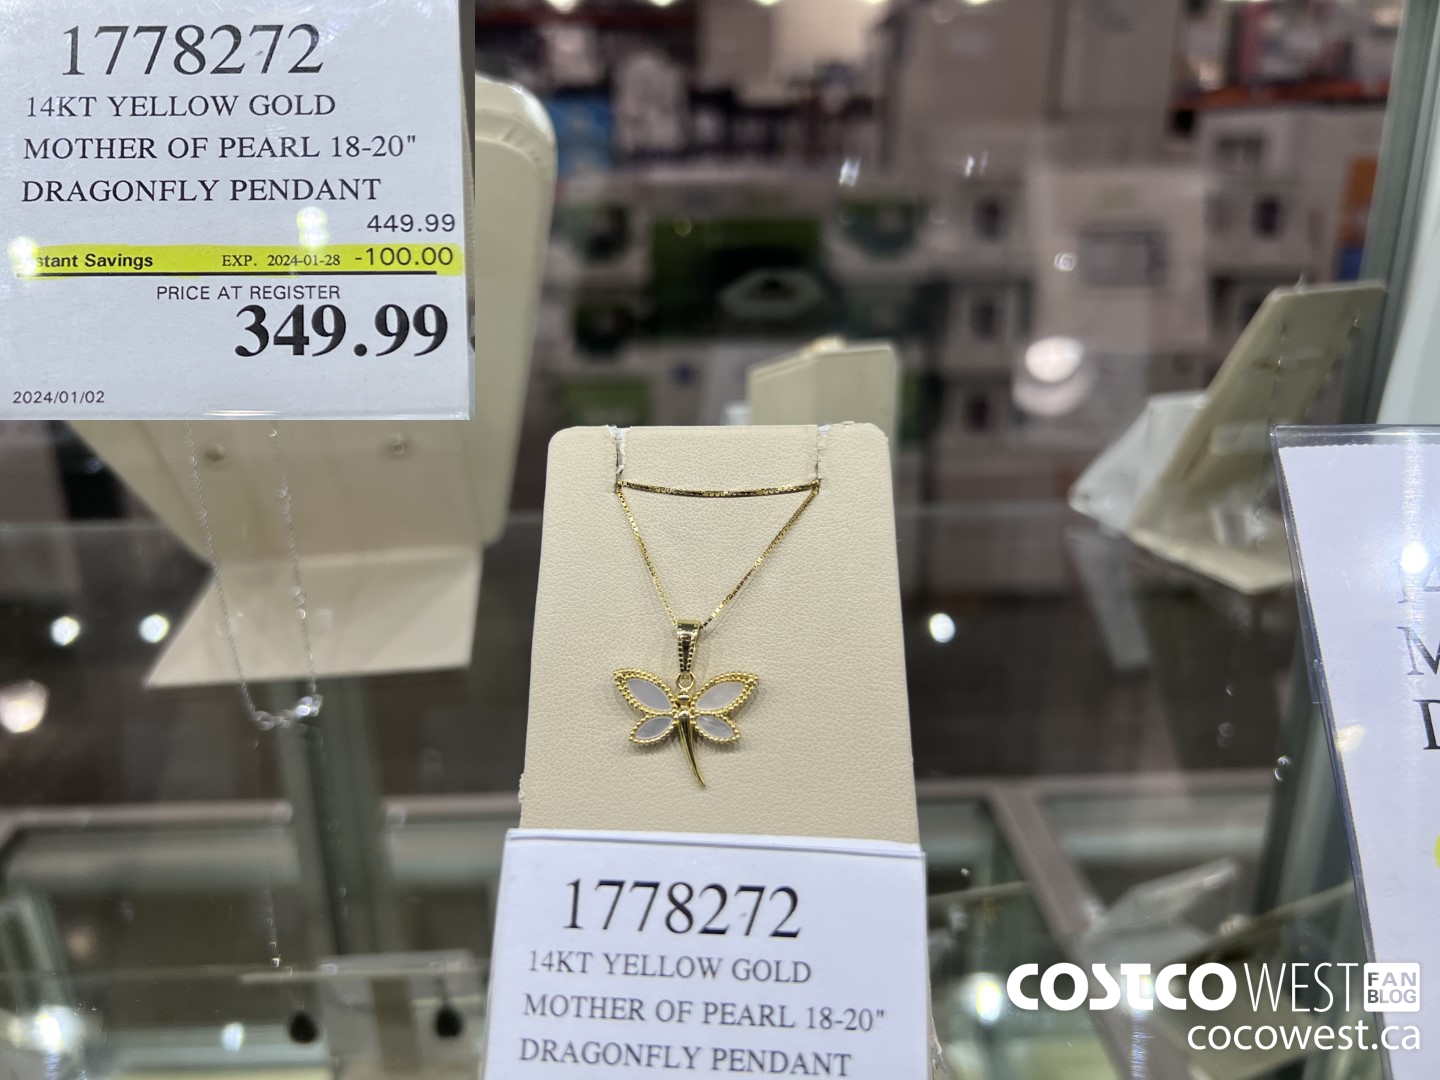 1778272
14KT YELLOW GOLD
MOTHER OF PEARL 18-20"
DRAGONFLY PENDANT
449.99
stant Savings EXP. 2024-01-28 -100.00
PRICE AT REGISTER
349.99
2024/01/02
1778272
14KT YELLOW GOLD
MOTHER OF PEARL 18-20"
DRAGONFLY PENDANT
COSTCO WEST FAN BLOG
cocowest.ca